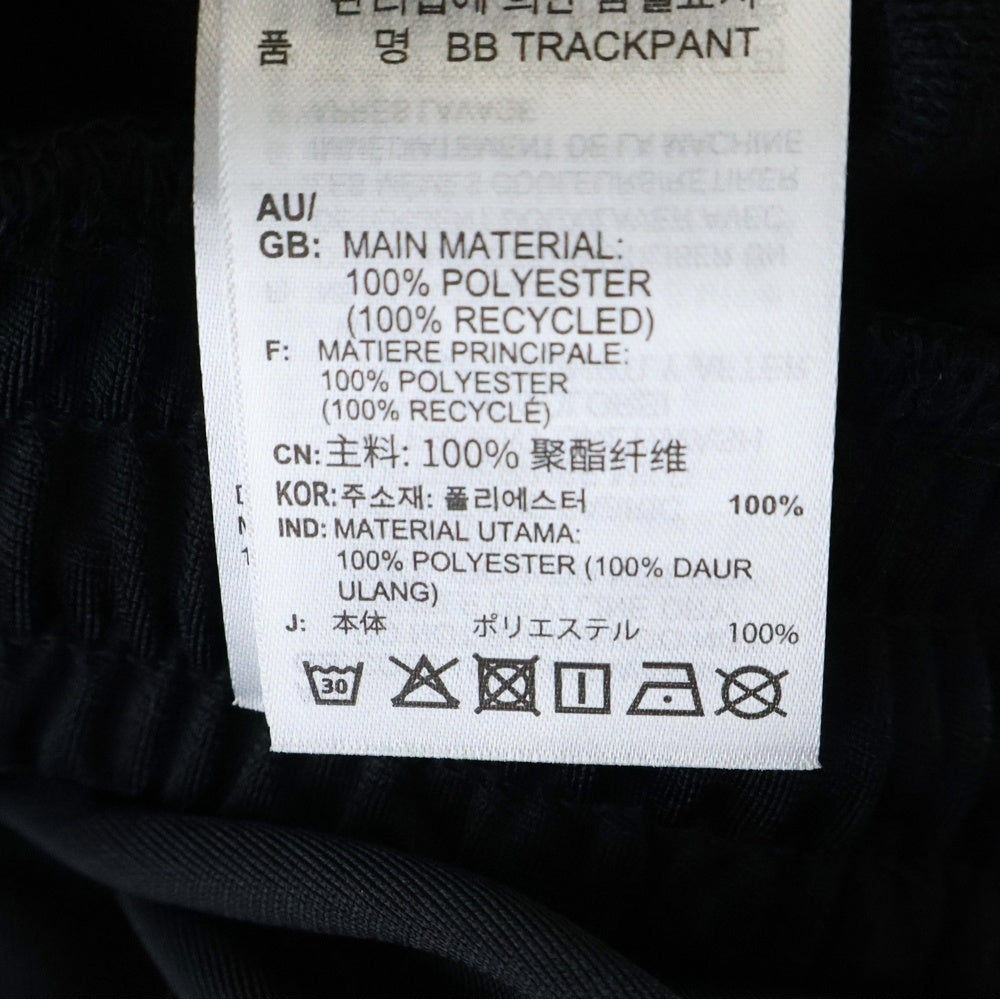 품 명 BB TRACKPANT
AU/
GB: MAIN MATERIAL:
100% POLYESTER
(100% RECYCLED)
F: MATIERE PRINCIPALE:
100% POLYESTER
(100% RECYCLÉ)
CN: 主料: 100% 聚酯纤维
KOR: 주소재: 폴리에스터 100%
IND: MATERIAL UTAMA:
100% POLYESTER (100% DAUR
ULANG)
J: 本体 ポリエステル 100%
30